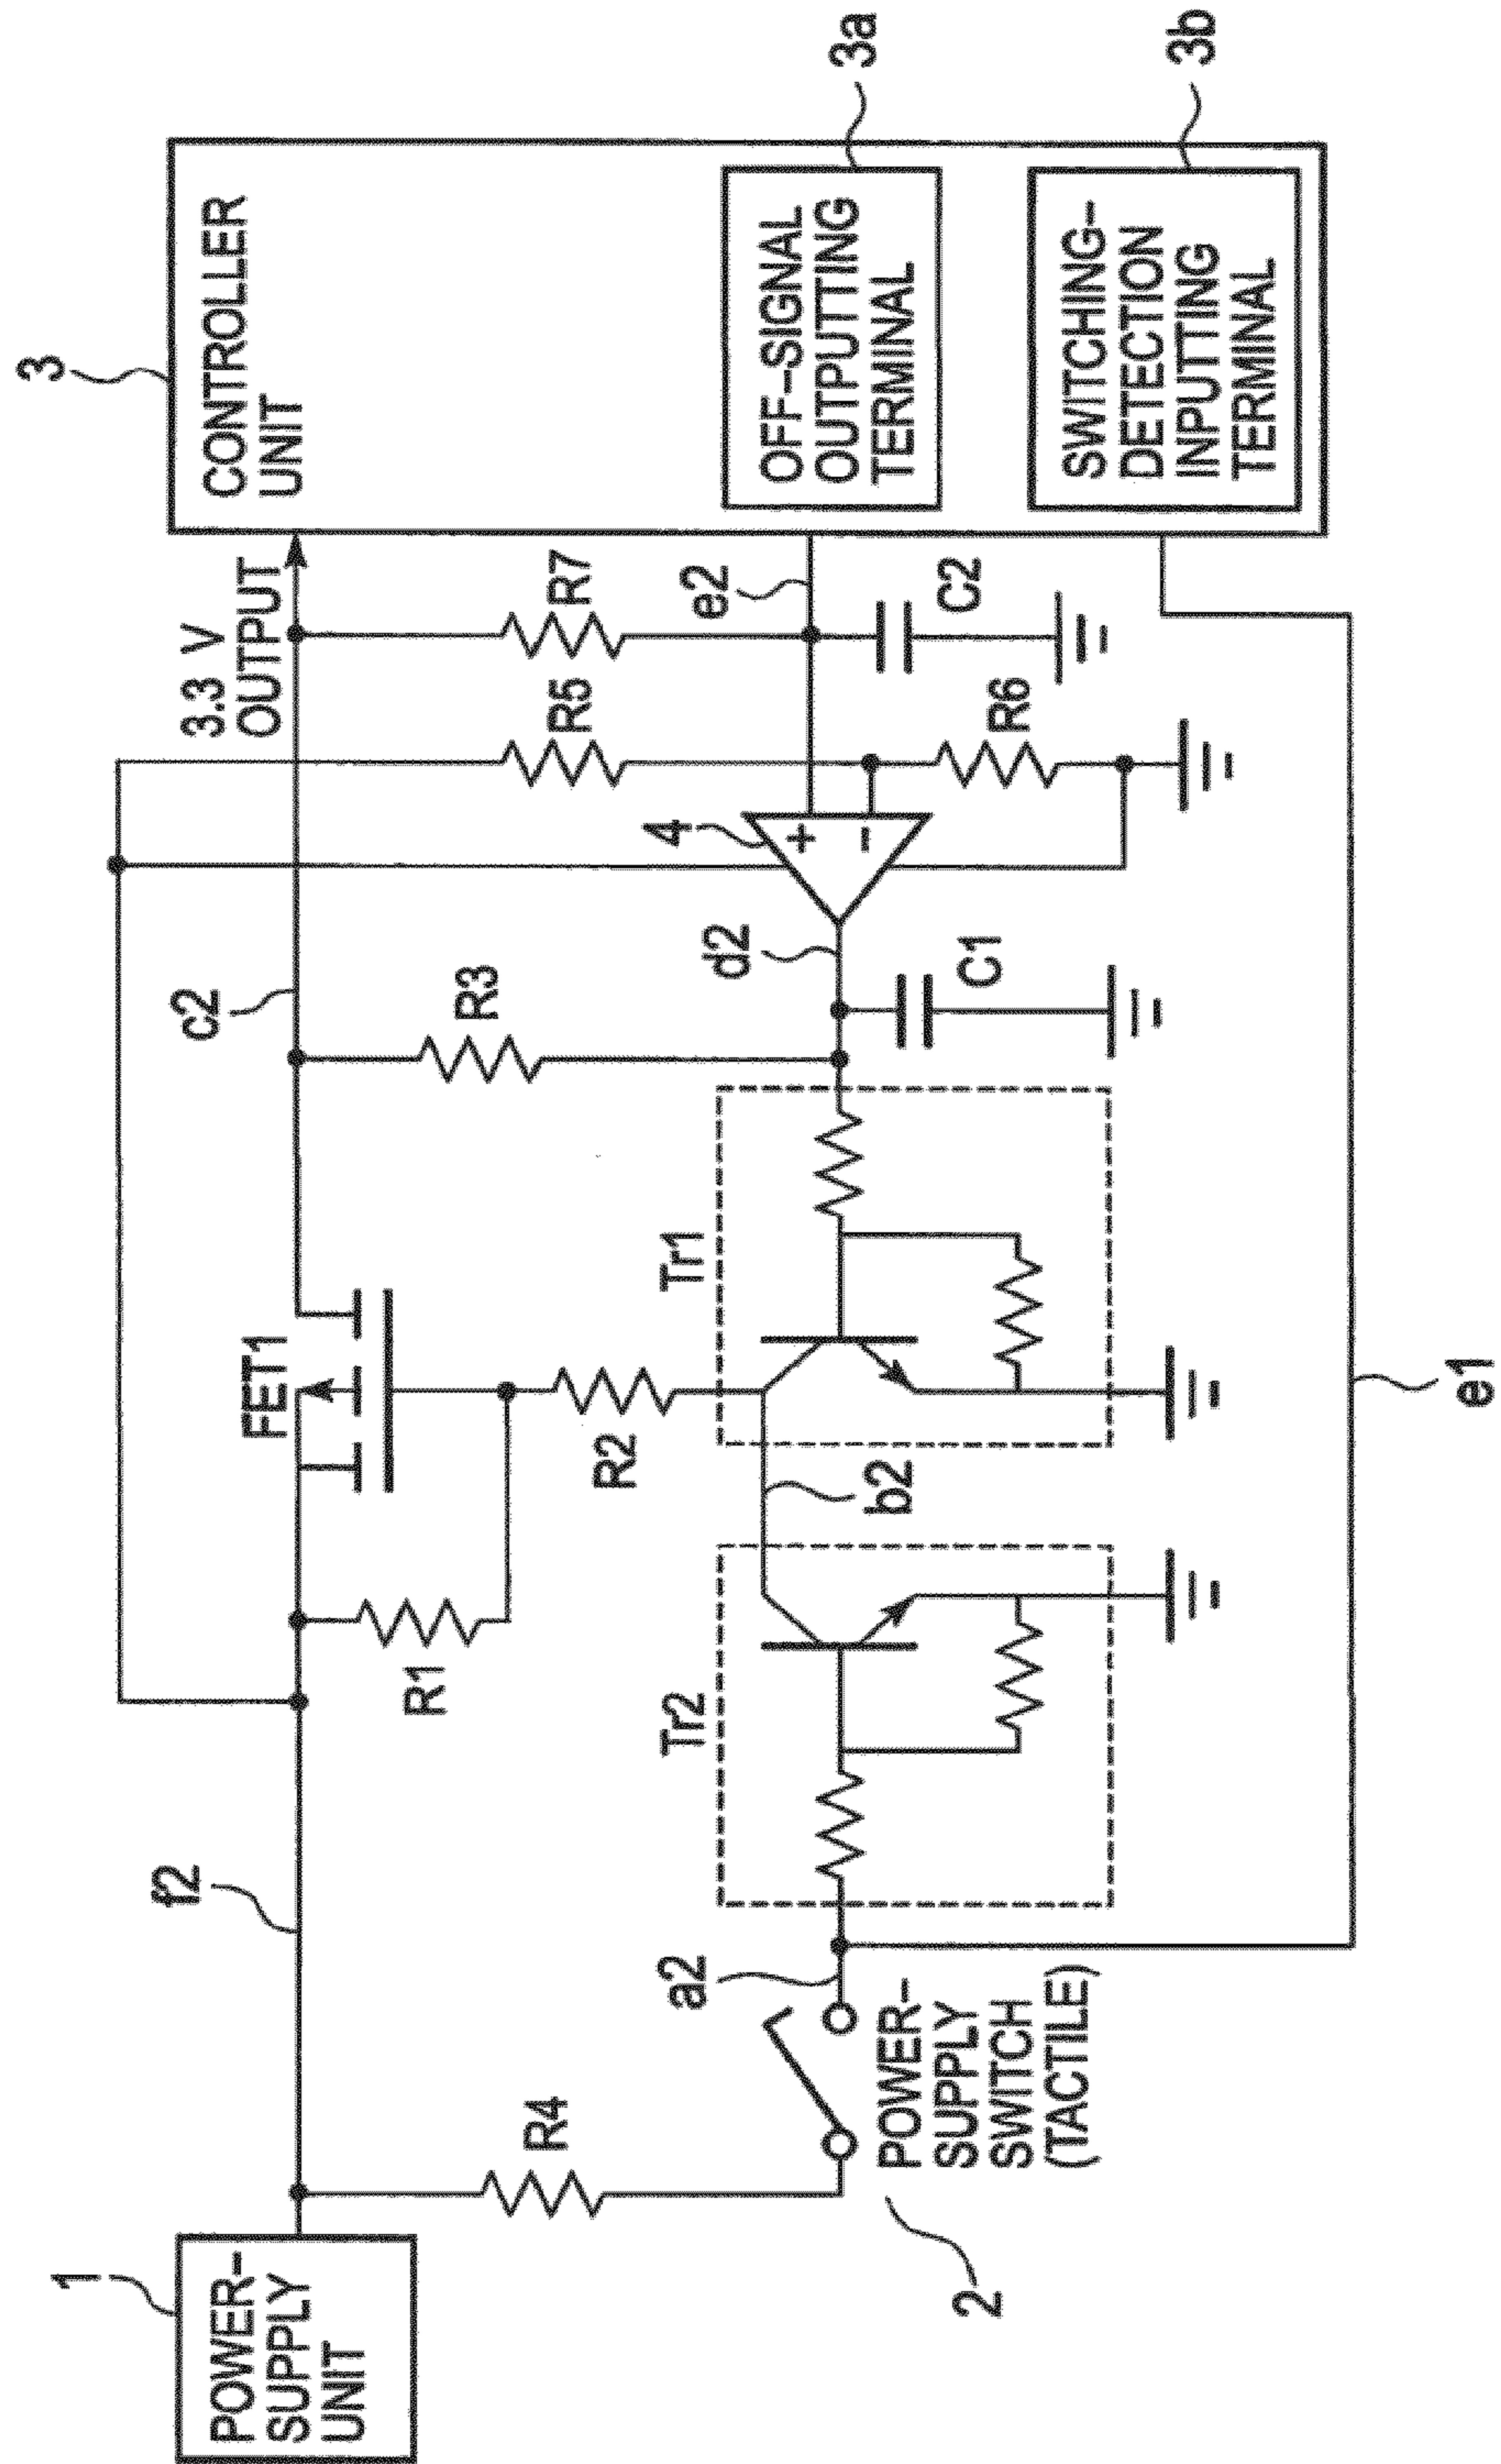 1
POWER-
SUPPLY
UNIT
f2
R4
R1
FET1
c2
3.3 V
OUTPUT
3
CONTROLLER
UNIT
R2
R3
R5
R7
a2
POWER-
SUPPLY
SWITCH
(TACTILE)
2
Tr2
b2
Tr1
d2
C1
4
+
-
R6
e2
C2
OFF-SIGNAL
OUTPUTTING
TERMINAL
3a
SWITCHING-
DETECTION
INPUTTING
TERMINAL
3b
e1